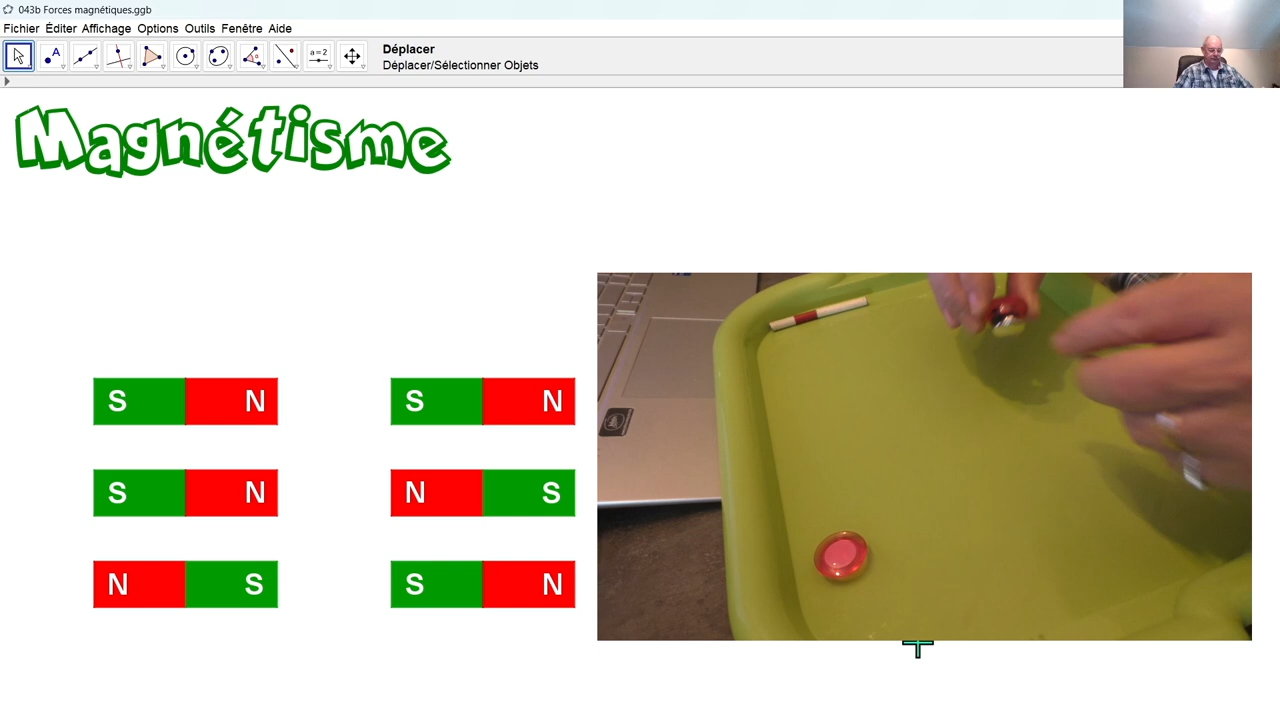 043b Forces magnétiques.ggb
Fichier Éditer Affichage Options Outils Fenêtre Aide
A
a=2
Déplacer
Déplacer/Sélectionner Objets
Magnétisme
S N S N
S N N S
N S S N